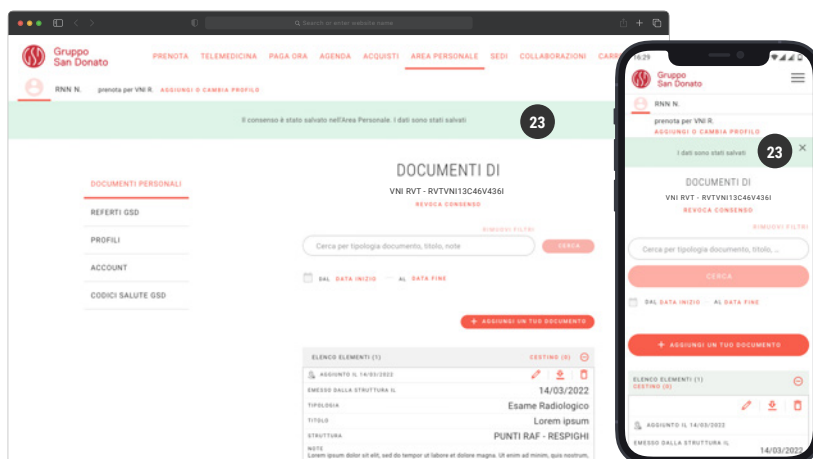 Search or enter website name
Gruppo
San Donato
PRENOTA TELEMEDICINA PAGA ORA AGENDA ACQUISTI AREA PERSONALE SEDI COLLABORAZIONI
RNN N. prenota per VNI R. AGGIUNGI O CAMBIA PROFILO
Il consenso è stato salvato nell'Area Personale. I dati sono stati salvati
23
DOCUMENTI PERSONALI
REFERTI GSD
PROFILI
ACCOUNT
CODICI SALUTE GSD
DOCUMENTI DI
VNI RVT - RVTVNI13C46V436I
REVOCA CONSENSO
RIMUOVI FILTRI
Cerca per tipologia documento, titolo, note
CERCA
DAL DATA INIZIO — AL DATA FINE
+ AGGIUNGI UN TUO DOCUMENTO
ELENCO ELEMENTI (1) CESTINO (0)
AGGIUNTO IL 14/03/2022
EMESSO DALLA STRUTTURA IL 14/03/2022
TIPOLOGIA Esame Radiologico
TITOLO Lorem ipsum
STRUTTURA PUNTI RAF - RESPIGHI
NOTE
Lorem ipsum dolor sit elit, sed do tempor ut labore et dolore magna. Ut enim ad minim, quis nostrum,
16:29
Gruppo
San Donato
RNN N.
prenota per VNI R.
AGGIUNGI O CAMBIA PROFILO
I dati sono stati salvati
23
DOCUMENTI DI
VNI RVT - RVTVNI13C46V436I
REVOCA CONSENSO
RIMUOVI FILTRI
Cerca per tipologia documento, titolo, ...
CERCA
DAL DATA INIZIO — AL DATA FINE
+ AGGIUNGI UN TUO DOCUMENTO
ELENCO ELEMENTI (1)
CESTINO (0)
AGGIUNTO IL 14/03/2022
EMESSO DALLA STRUTTURA IL
14/03/2022